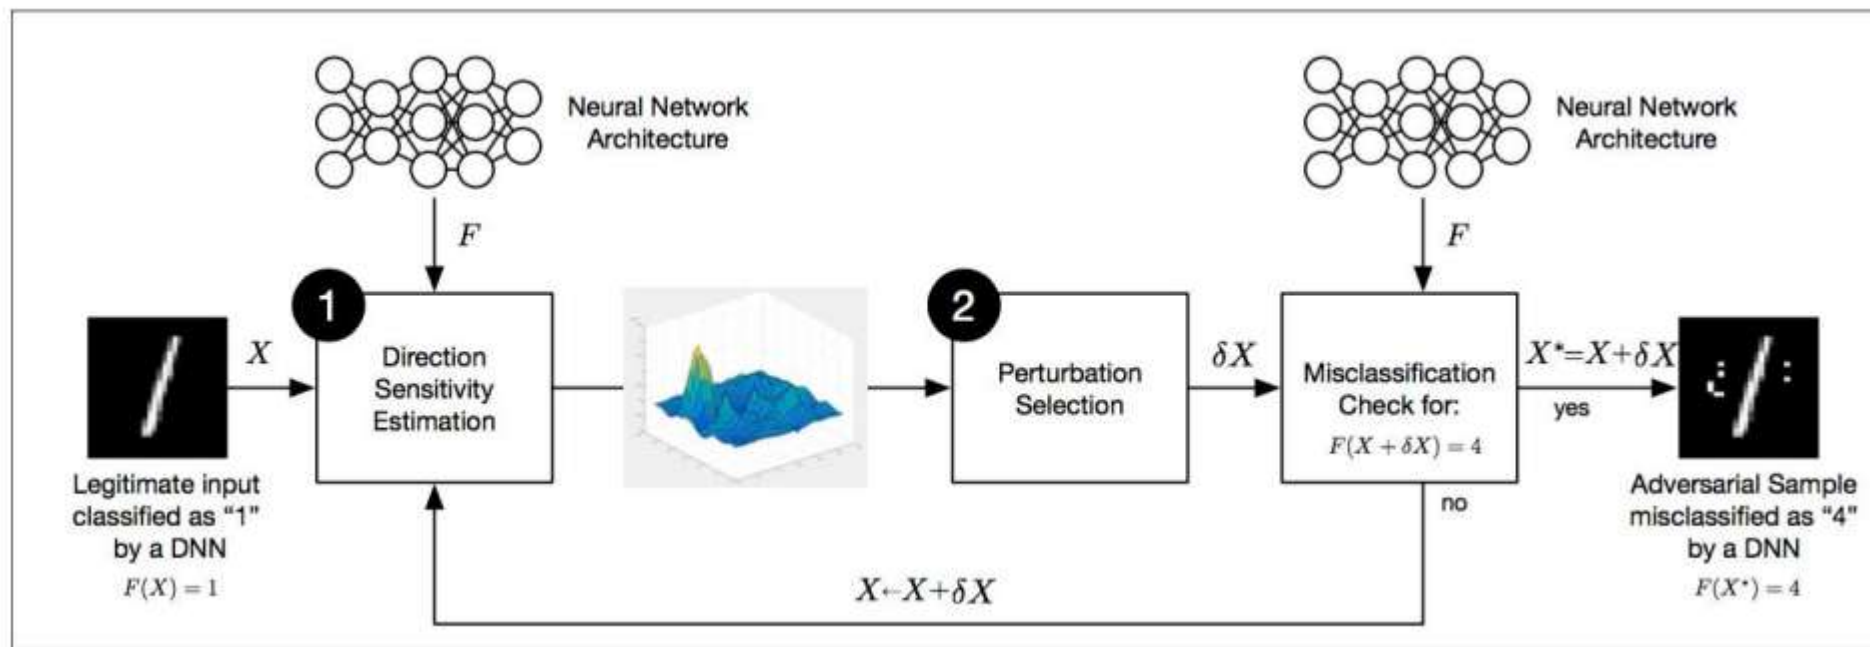 Neural Network
Architecture
F
Neural Network
Architecture
F
1
Direction
Sensitivity
Estimation
2
Perturbation
Selection
Misclassification
Check for:
F(X + δX) = 4
X
δX
X*=X+δX
yes
no
Legitimate input
classified as “1”
by a DNN
F(X) = 1
Adversarial Sample
misclassified as “4”
by a DNN
F(X*) = 4
X←X+δX